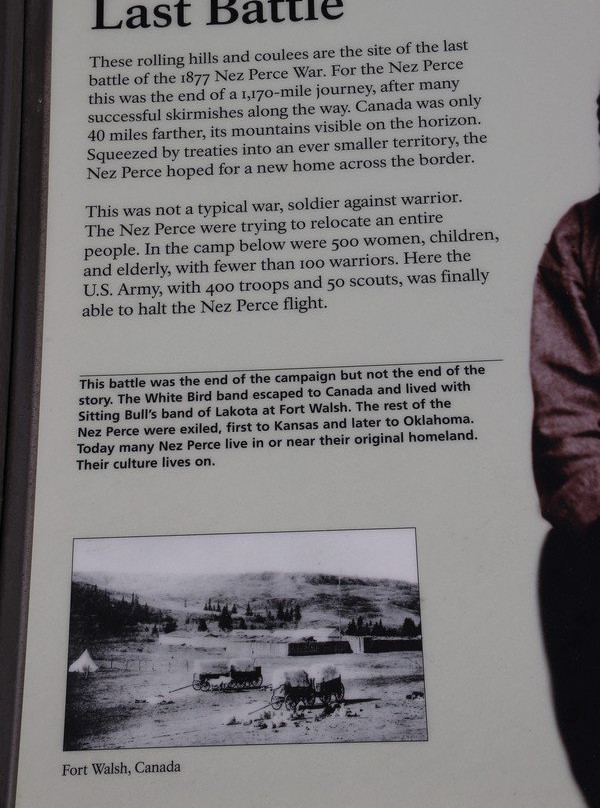 Last Battle
These rolling hills and coulees are the site of the last
battle of the 1877 Nez Perce War. For the Nez Perce
this was the end of a 1,170-mile journey, after many
successful skirmishes along the way. Canada was only
40 miles farther, its mountains visible on the horizon.
Squeezed by treaties into an ever smaller territory, the
Nez Perce hoped for a new home across the border.
This was not a typical war, soldier against warrior.
The Nez Perce were trying to relocate an entire
people. In the camp below were 500 women, children,
and elderly, with fewer than 100 warriors. Here the
U.S. Army, with 400 troops and 50 scouts, was finally
able to halt the Nez Perce flight.
This battle was the end of the campaign but not the end of the
story. The White Bird band escaped to Canada and lived with
Sitting Bull's band of Lakota at Fort Walsh. The rest of the
Nez Perce were exiled, first to Kansas and later to Oklahoma.
Today many Nez Perce live in or near their original homeland.
Their culture lives on.
Fort Walsh, Canada